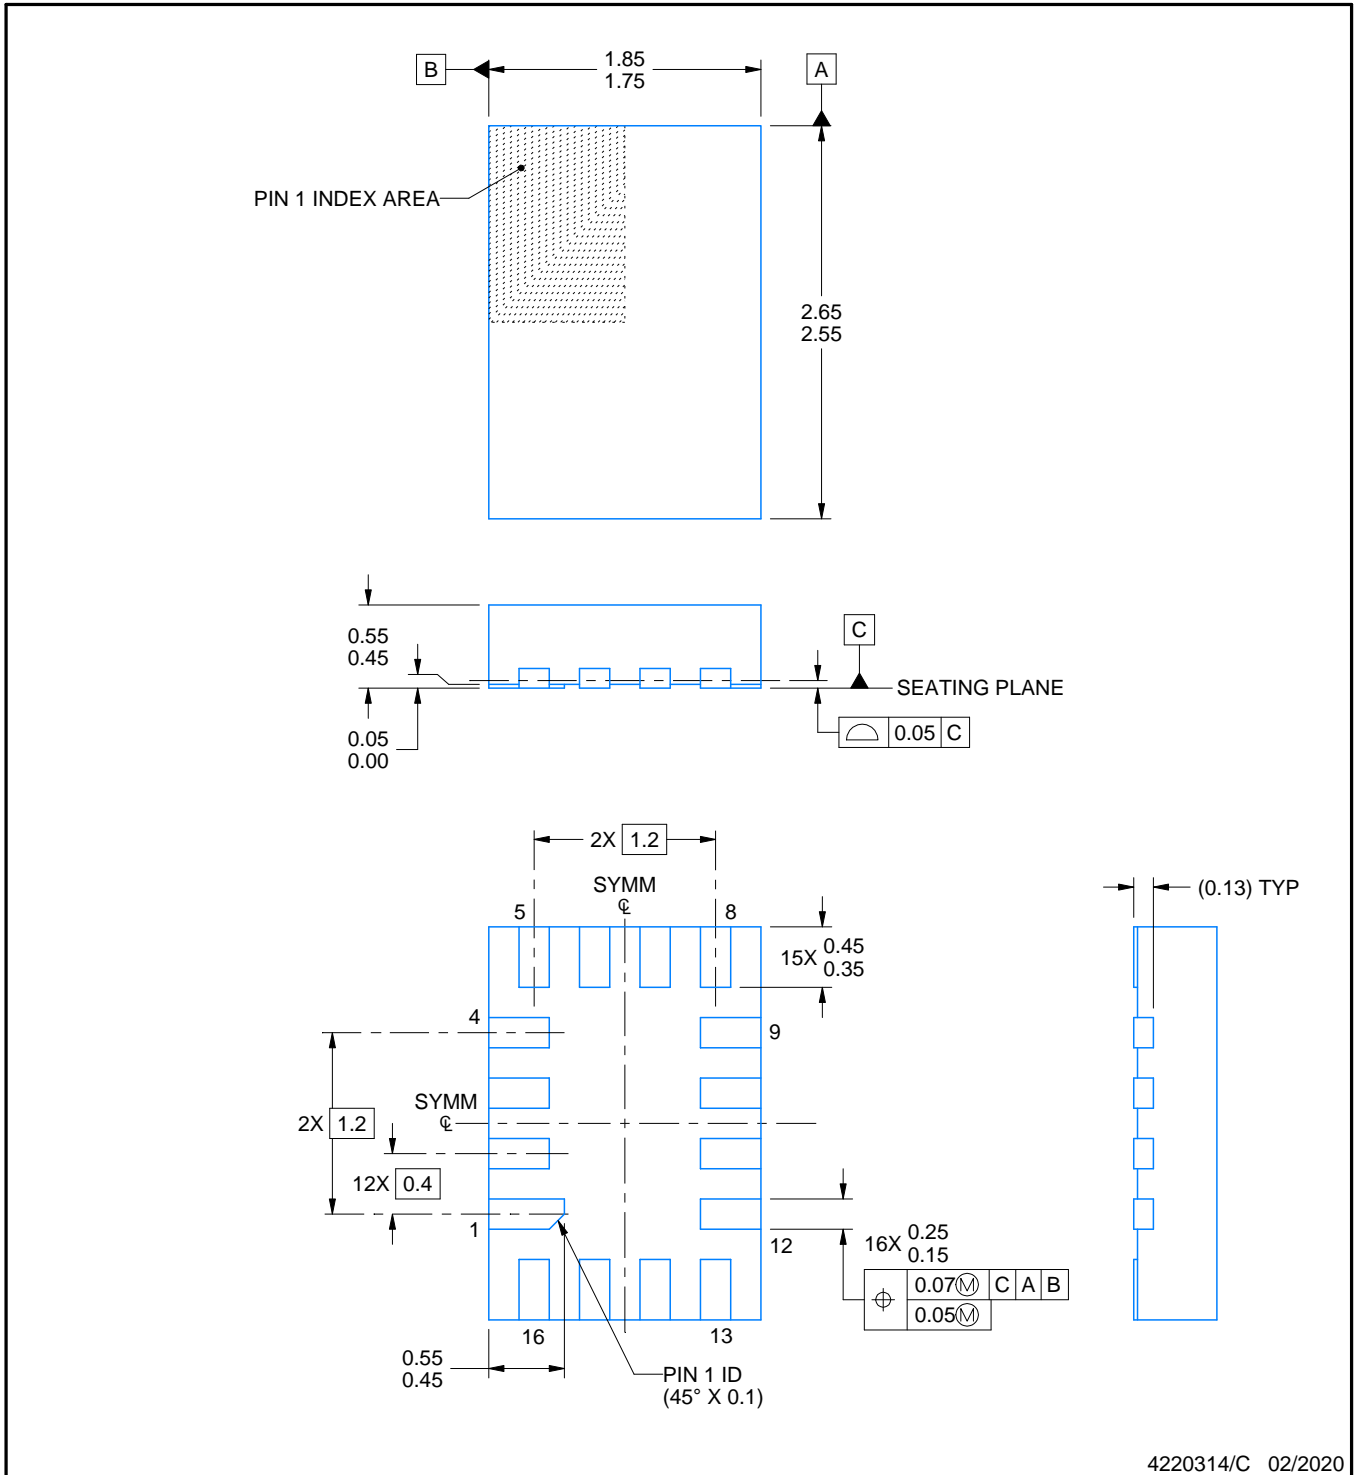 B
1.85
1.75
A
PIN 1 INDEX AREA
2.65
2.55
0.55
0.45
C
SEATING PLANE
0.05 C
0.05
0.00
2X 1.2
SYMM
℄
5
8
(0.13) TYP
15X 0.45
0.35
4
9
SYMM
℄
2X 1.2
12X 0.4
1
12
16X 0.25
0.15
0.07Ⓜ C A B
0.05Ⓜ
16
13
0.55
0.45
PIN 1 ID
(45° X 0.1)
4220314/C 02/2020